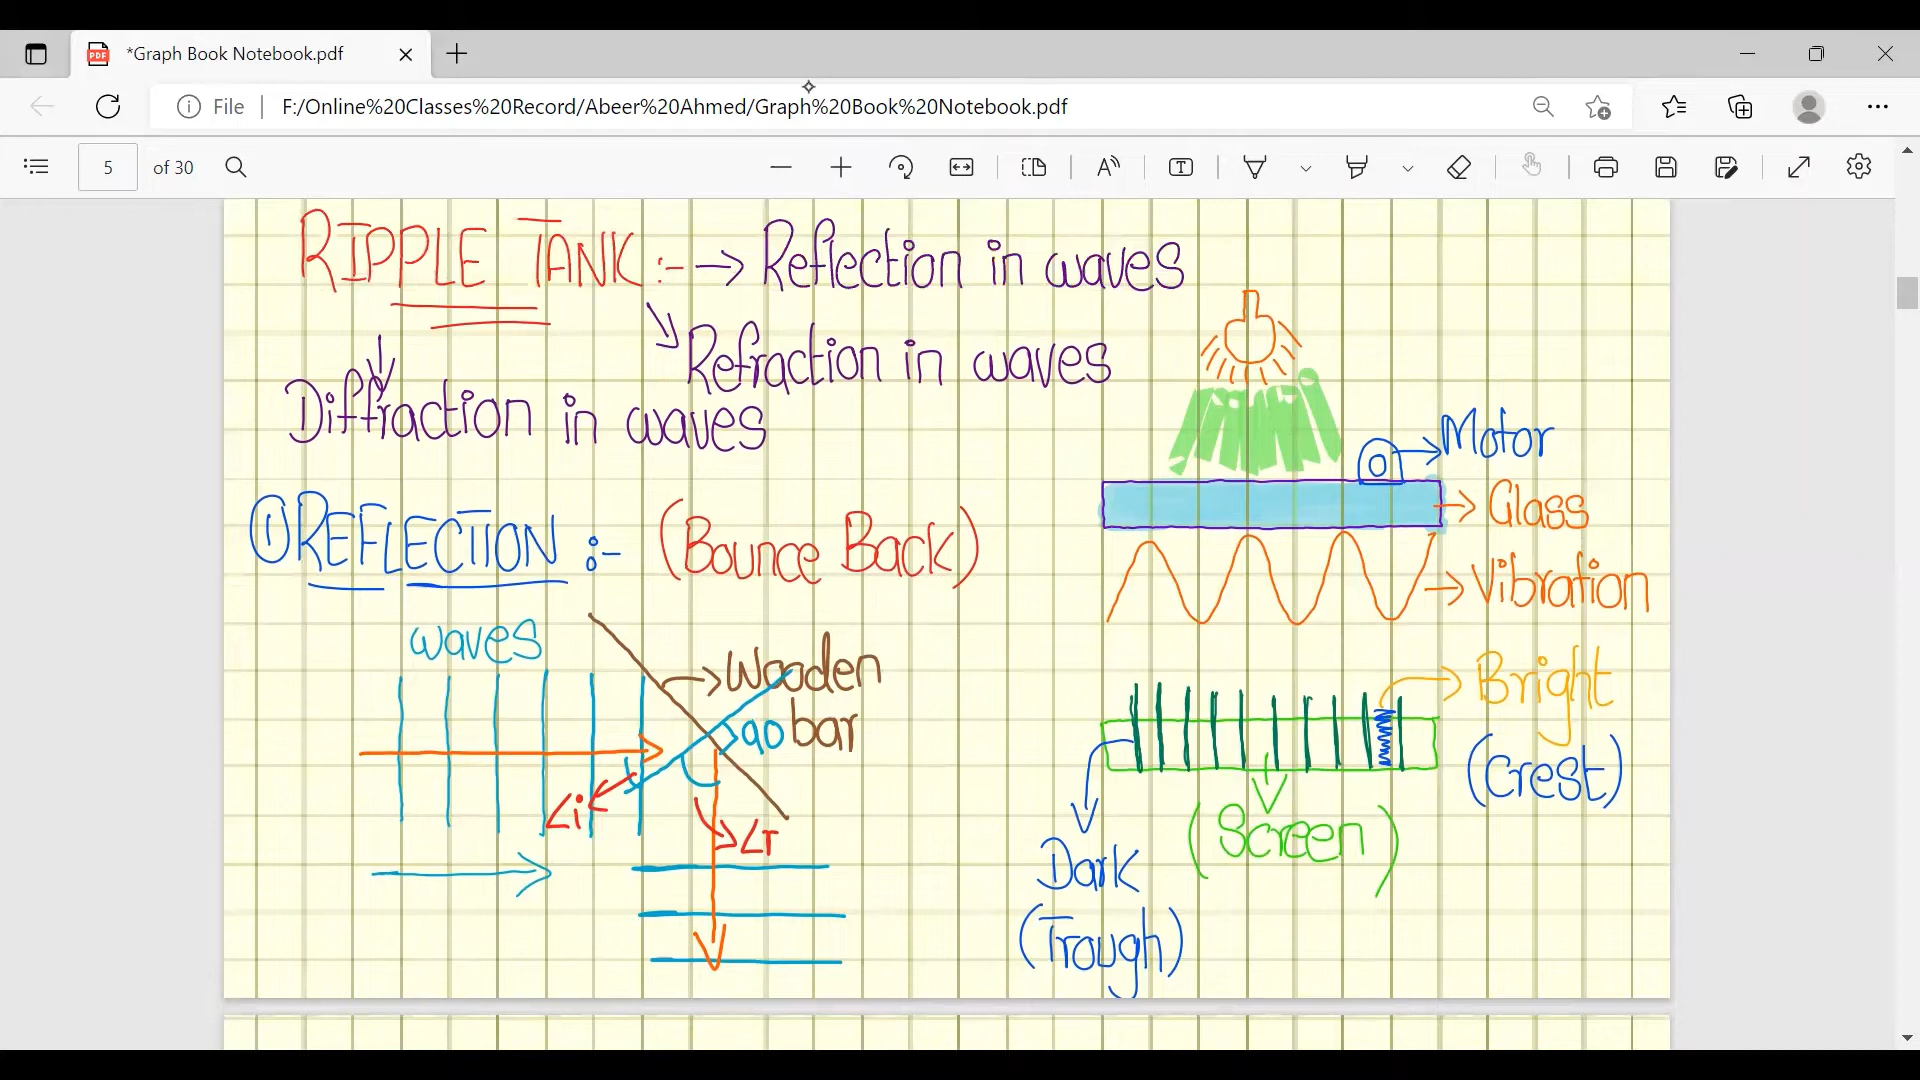 *Graph Book Notebook.pdf
File
F:/Online%20Classes%20Record/Abeer%20Ahmed/Graph%20Book%20Notebook.pdf
5 of 30
RIPPLE TANK :- → Reflection in waves
Refraction in waves
Diffraction in waves
Motor
Glass
① REFLECTION :- (Bounce Back)
Vibration
waves
Wooden
bar
90
Bright
(Crest)
∠i
∠r
(Screen)
Dark
(Trough)